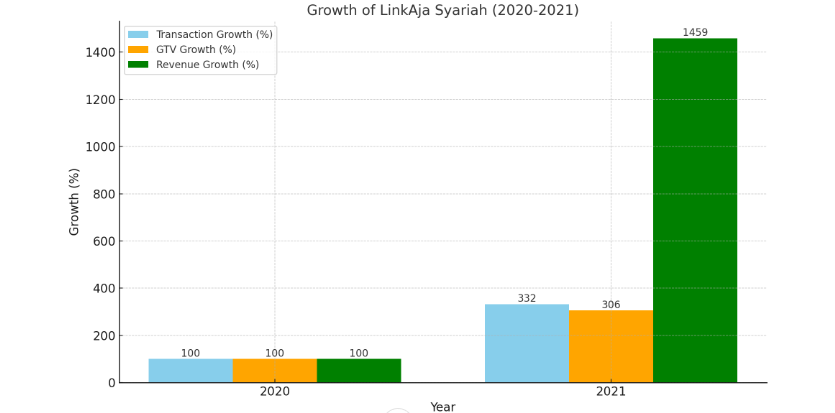 Growth of LinkAja Syariah (2020-2021)
Transaction Growth (%)
GTV Growth (%)
Revenue Growth (%)
1459
1400
1200
1000
800
600
400
200
0
Growth (%)
332
306
100
100
100
2020
2021
Year